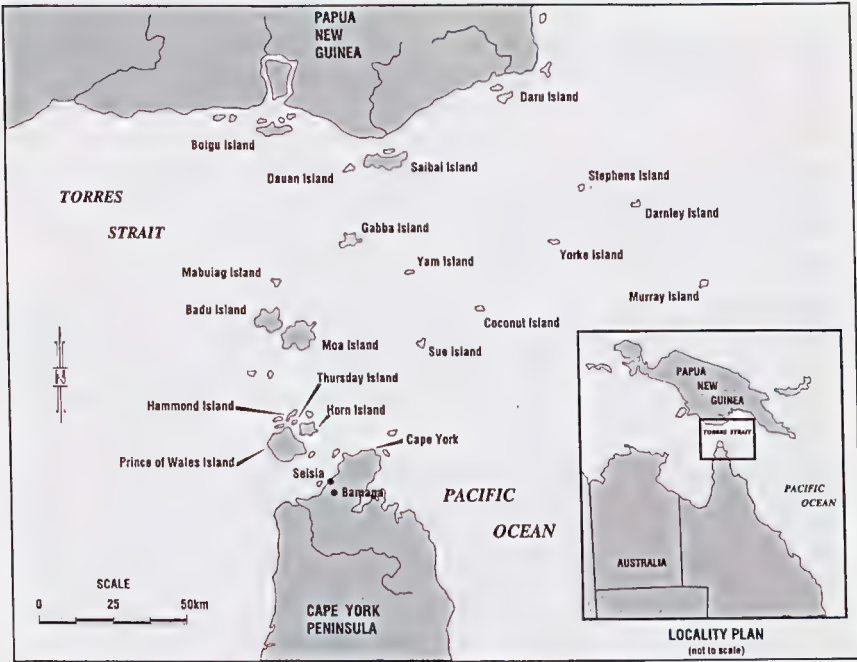 PAPUA
NEW
GUINEA
Daru Island
Boigu Island
Dauan Island
Saibai Island
Stephens Island
TORRES
STRAIT
Darnley Island
Gabba Island
Yorke Island
Yam Island
Mabuiag Island
Murray Island
Badu Island
Coconut Island
Moa Island
Sue Island
Thursday Island
Hammond Island
Horn Island
Cape York
Prince of Wales Island
Seisia
Bamaga
PACIFIC
OCEAN
SCALE
0 25 50km
CAPE YORK
PENINSULA
N
PAPUA
NEW
GUINEA
TORRES STRAIT
PACIFIC
OCEAN
AUSTRALIA
LOCALITY PLAN
(not to scale)